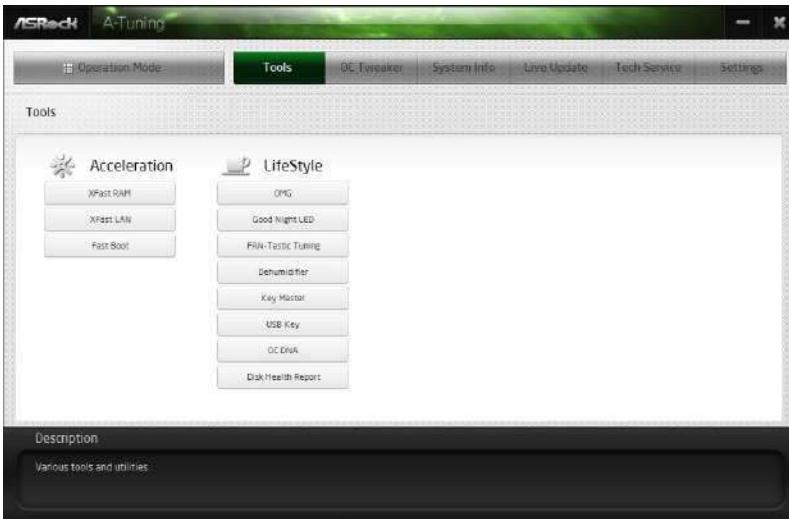 ASRock A-Tuning
Operation Mode Tools OC Tweaker System Info Live Update Tech Service Settings
Tools
Acceleration
XFast RAM
XFast LAN
Fast Boot
LifeStyle
OMG
Good Night LED
FAN-Tastic Tuning
Dehumidifier
Key Master
USB Key
OC DNA
Disk Health Report
Description
Various tools and utilities